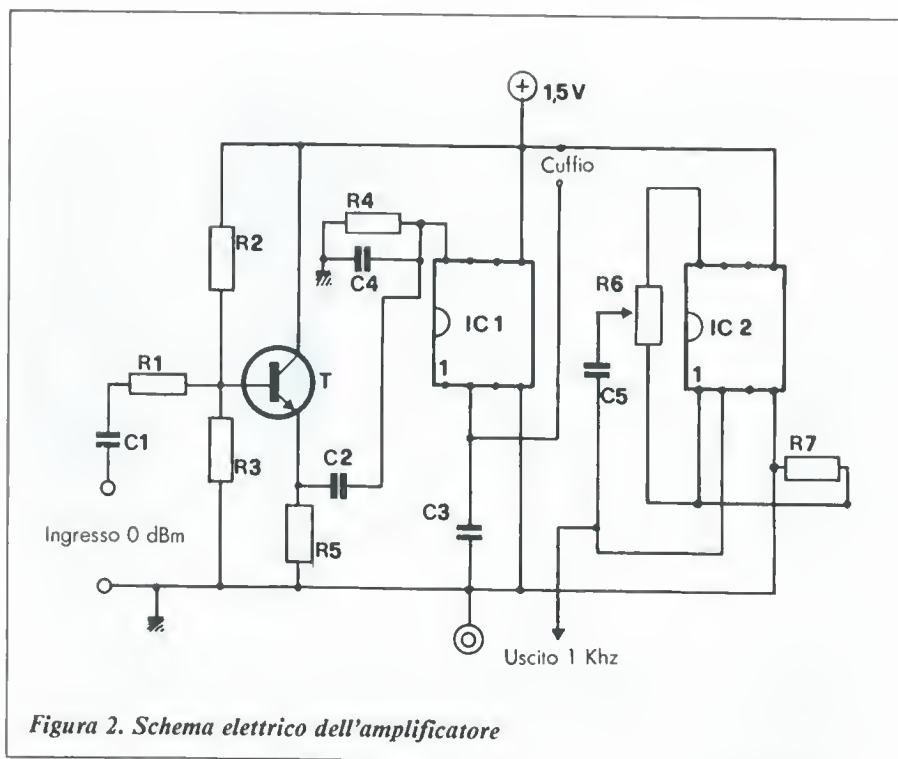 1,5 V
Cuffio
R4
R2
C4
R6
IC 1
IC 2
R1
T
1
1
C5
C1
R3
C2
R7
C3
Ingresso 0 dBm
R5
Uscito 1 Khz
Figura 2. Schema elettrico dell'amplificatore